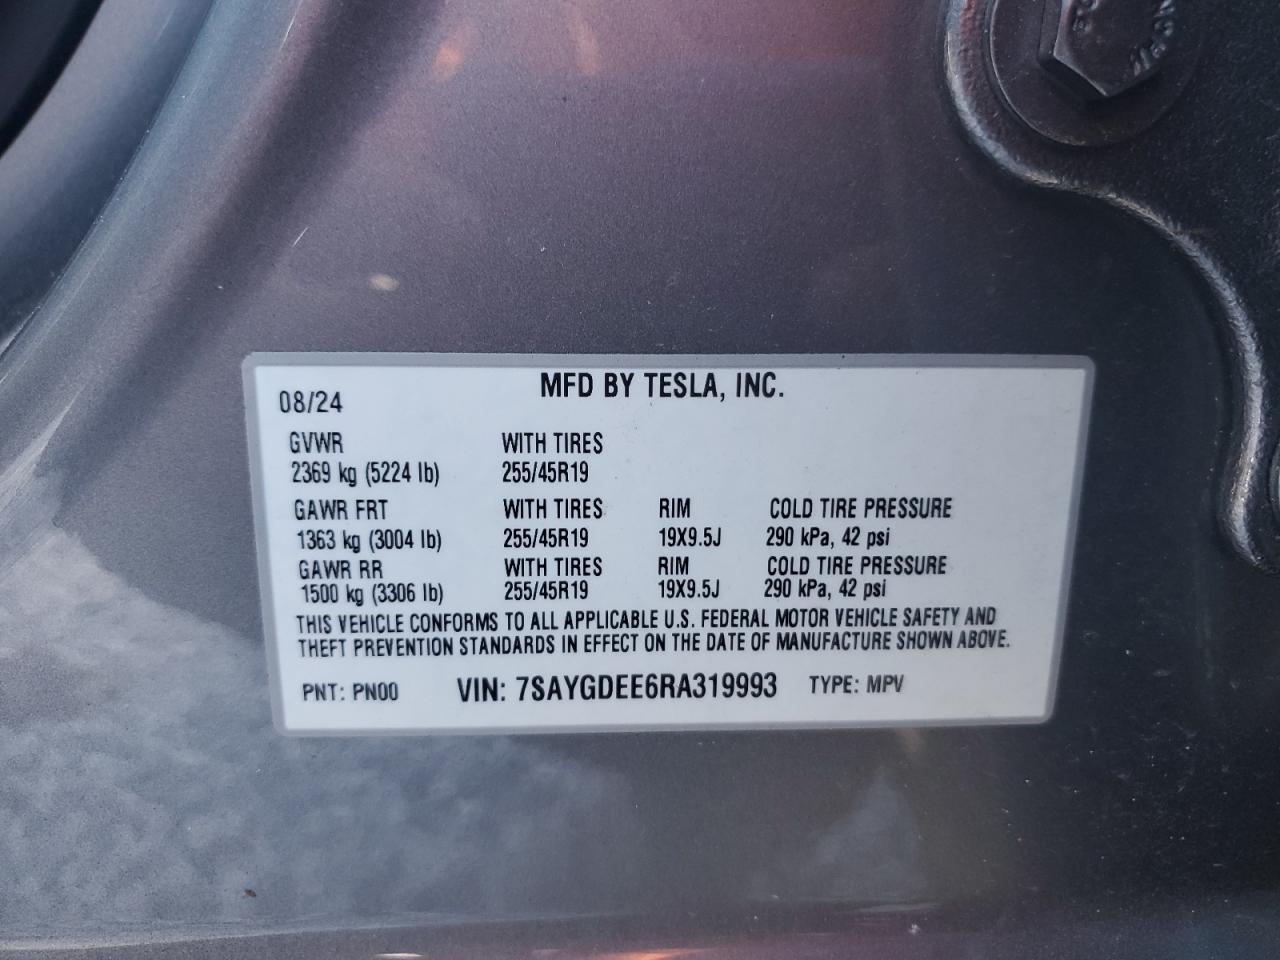 MFD BY TESLA, INC.
08/24
GVWR WITH TIRES
2369 kg (5224 lb) 255/45R19
GAWR FRT WITH TIRES RIM COLD TIRE PRESSURE
1363 kg (3004 lb) 255/45R19 19X9.5J 290 kPa, 42 psi
GAWR RR WITH TIRES RIM COLD TIRE PRESSURE
1500 kg (3306 lb) 255/45R19 19X9.5J 290 kPa, 42 psi
THIS VEHICLE CONFORMS TO ALL APPLICABLE U.S. FEDERAL MOTOR VEHICLE SAFETY AND
THEFT PREVENTION STANDARDS IN EFFECT ON THE DATE OF MANUFACTURE SHOWN ABOVE.
PNT: PN00 VIN: 7SAYGDEE6RA319993 TYPE: MPV